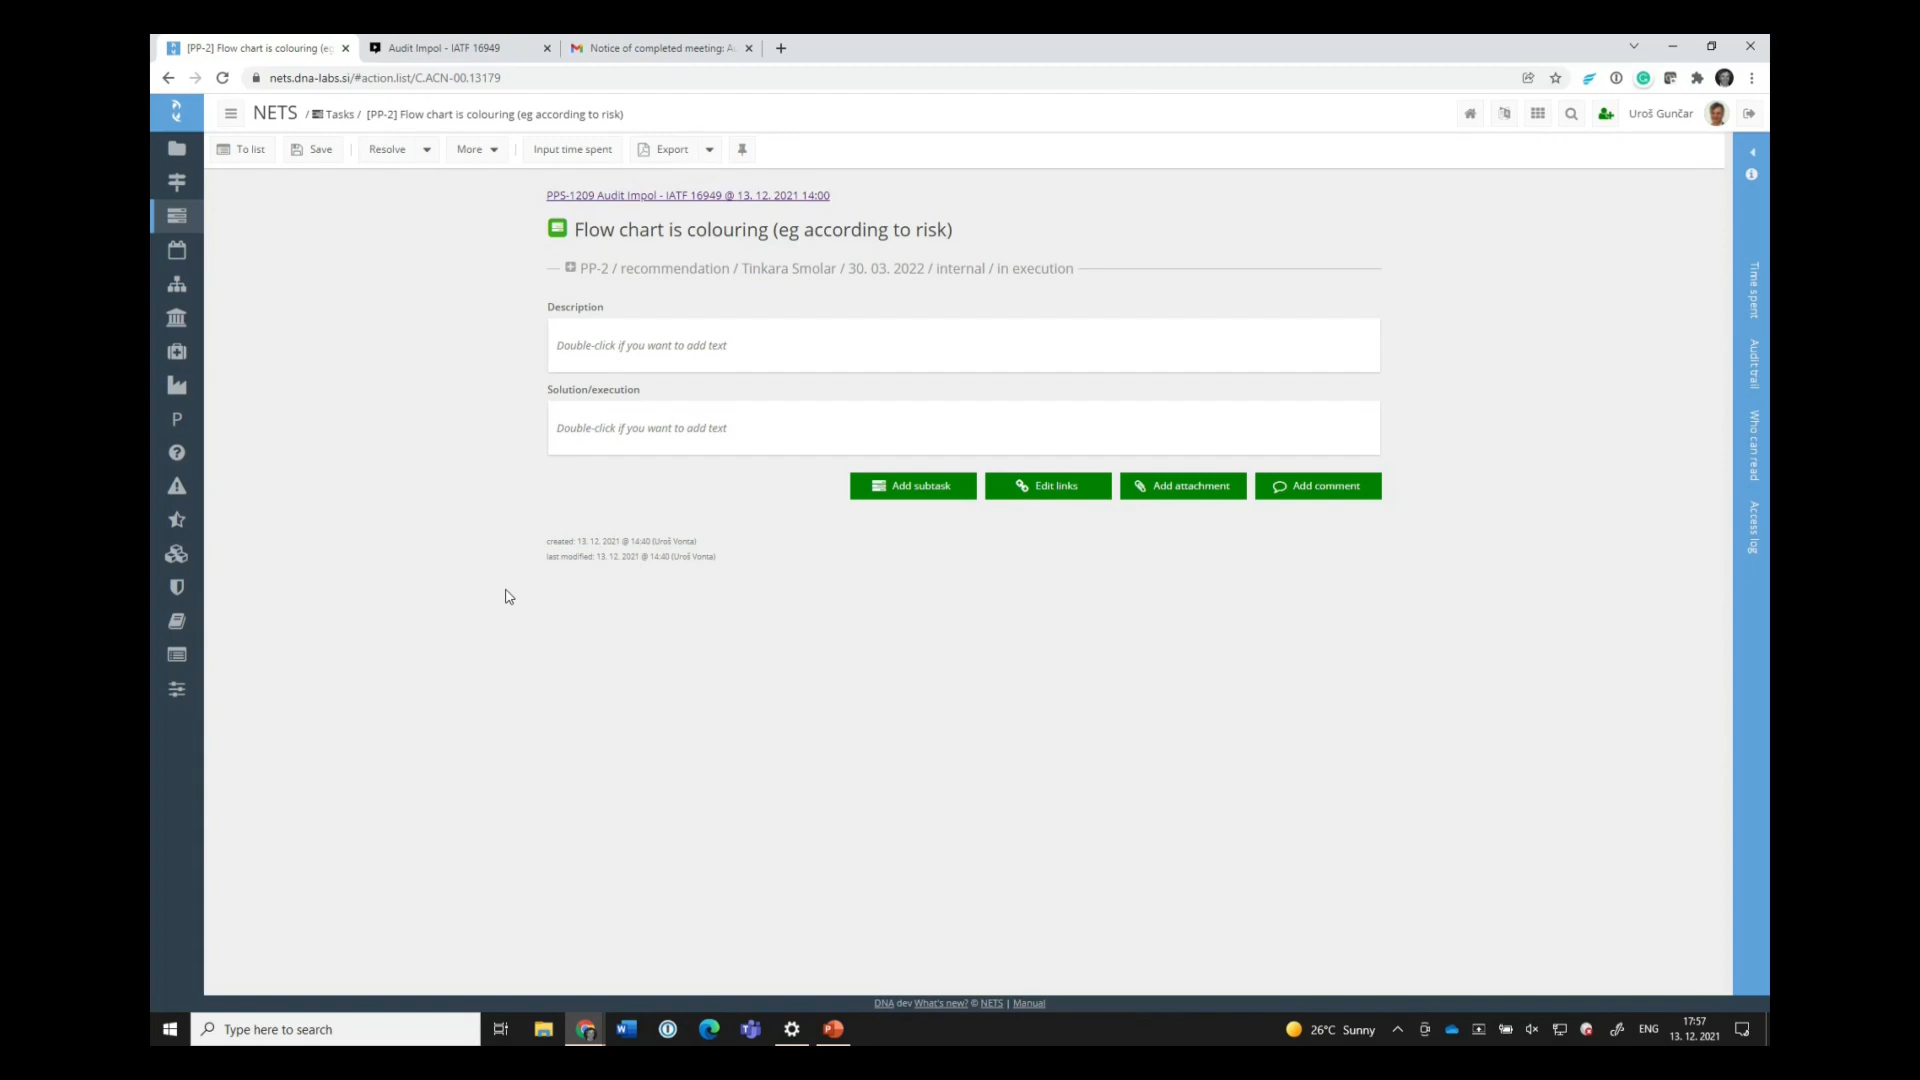 [PP-2] Flow chart is colouring (eg
Audit Impol - IATF 16949
Notice of completed meeting: A
nets.dna-labs.si/#action.list/C.ACN-00.13179
NETS / Tasks / [PP-2] Flow chart is colouring (eg according to risk)
Uroš Gunčar
To list
Save
Resolve
More
Input time spent
Export
PPS-1209 Audit Impol - IATF 16949 @ 13. 12. 2021 14:00
Flow chart is colouring (eg according to risk)
PP-2 / recommendation / Tinkara Smolar / 30. 03. 2022 / internal / in execution
Description
Double-click if you want to add text
Solution/execution
Double-click if you want to add text
Add subtask
Edit links
Add attachment
Add comment
created: 13. 12. 2021 @ 14:40 (Uroš Vonta)
last modified: 13. 12. 2021 @ 14:40 (Uroš Vonta)
Time spent
Audit trail
Who can read
Access log
P
DNA dev What's new? © NETS | Manual
Type here to search
26°C Sunny
ENG
17:57
13. 12. 2021